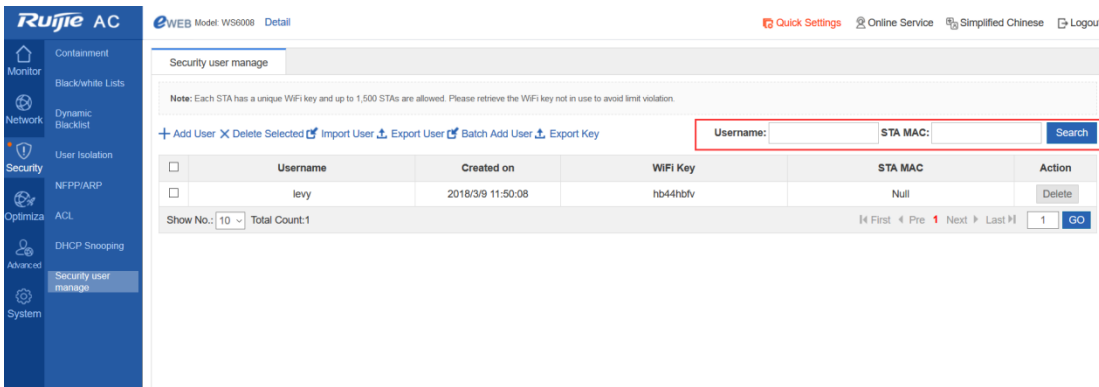 Ruijie AC
eWEB Model: WS6008 Detail
Quick Settings Online Service Simplified Chinese Logou
Monitor
Network
Security
Optimiza
Advanced
System
Containment
Black/white Lists
Dynamic
Blacklist
User Isolation
NFPP/ARP
ACL
DHCP Snooping
Security user
manage
Security user manage
Note: Each STA has a unique WiFi key and up to 1,500 STAs are allowed. Please retrieve the WiFi key not in use to avoid limit violation.
Add User Delete Selected Import User Export User Batch Add User Export Key
Username: STA MAC: Search
Username Created on WiFi Key STA MAC Action
levy 2018/3/9 11:50:08 hb44hbfv Null Delete
Show No.: 10 Total Count:1 First Pre 1 Next Last 1 GO